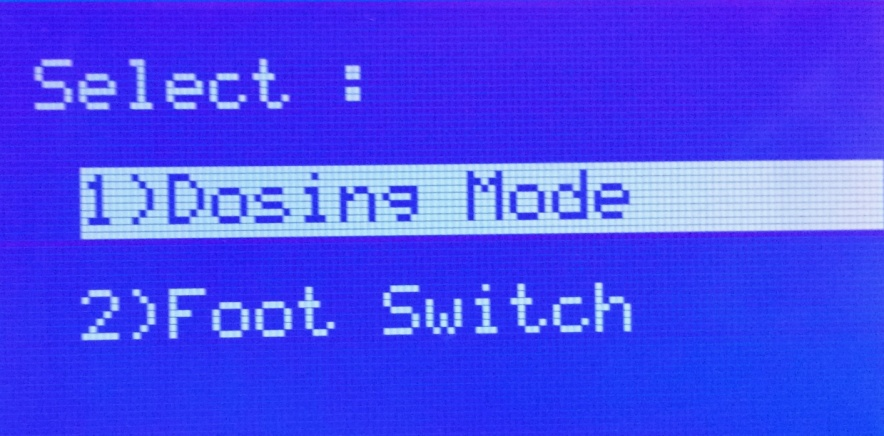 Select :
1)Dosing Mode
2)Foot Switch